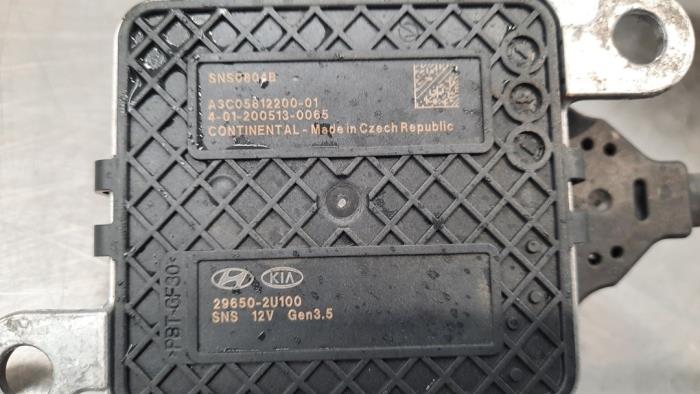 SNS0804B
A3C05812200-01
4-01-200513-0065
CONTINENTAL - Made in Czech Republic
KIA
29650-2U100
SNS 12V Gen3.5
>PBT-GF30<